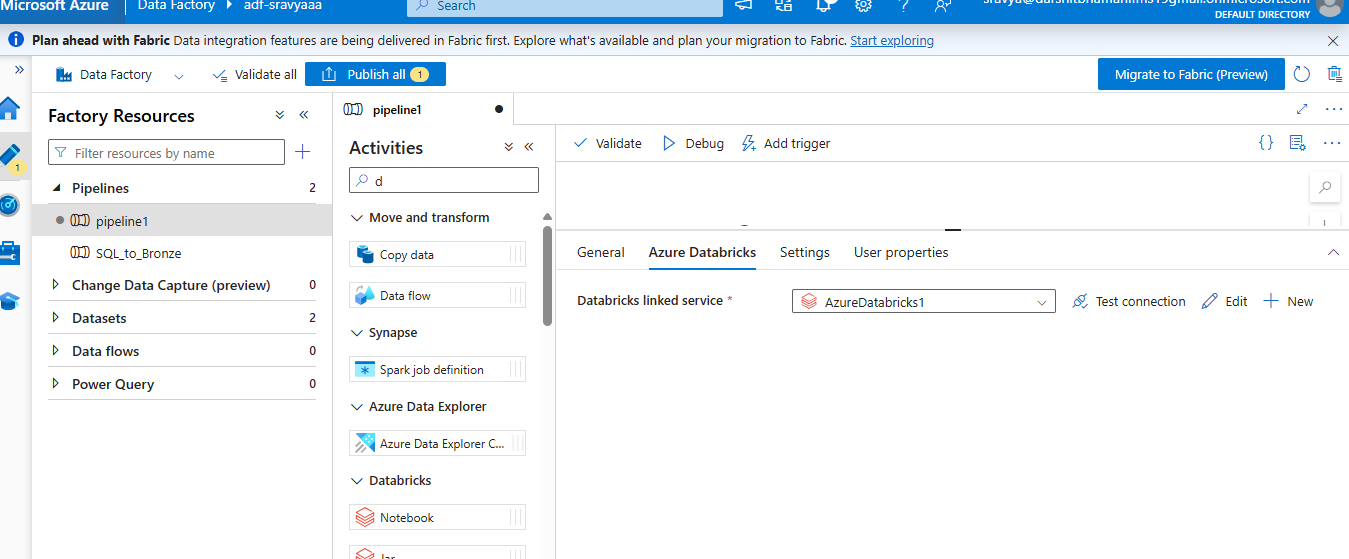 Microsoft Azure Data Factory adf-sravyaaa Search
DEFAULT DIRECTORY
Plan ahead with Fabric Data integration features are being delivered in Fabric first. Explore what's available and plan your migration to Fabric. Start exploring
Data Factory Validate all Publish all 1 Migrate to Fabric (Preview)
1
Factory Resources
Filter resources by name
Pipelines 2
pipeline1
SQL_to_Bronze
Change Data Capture (preview) 0
Datasets 2
Data flows 0
Power Query 0
pipeline1
Activities
d
Move and transform
Copy data
Data flow
Synapse
Spark job definition
Azure Data Explorer
Azure Data Explorer C...
Databricks
Notebook
Jar
Validate Debug Add trigger
General Azure Databricks Settings User properties
Databricks linked service * AzureDatabricks1 Test connection Edit New